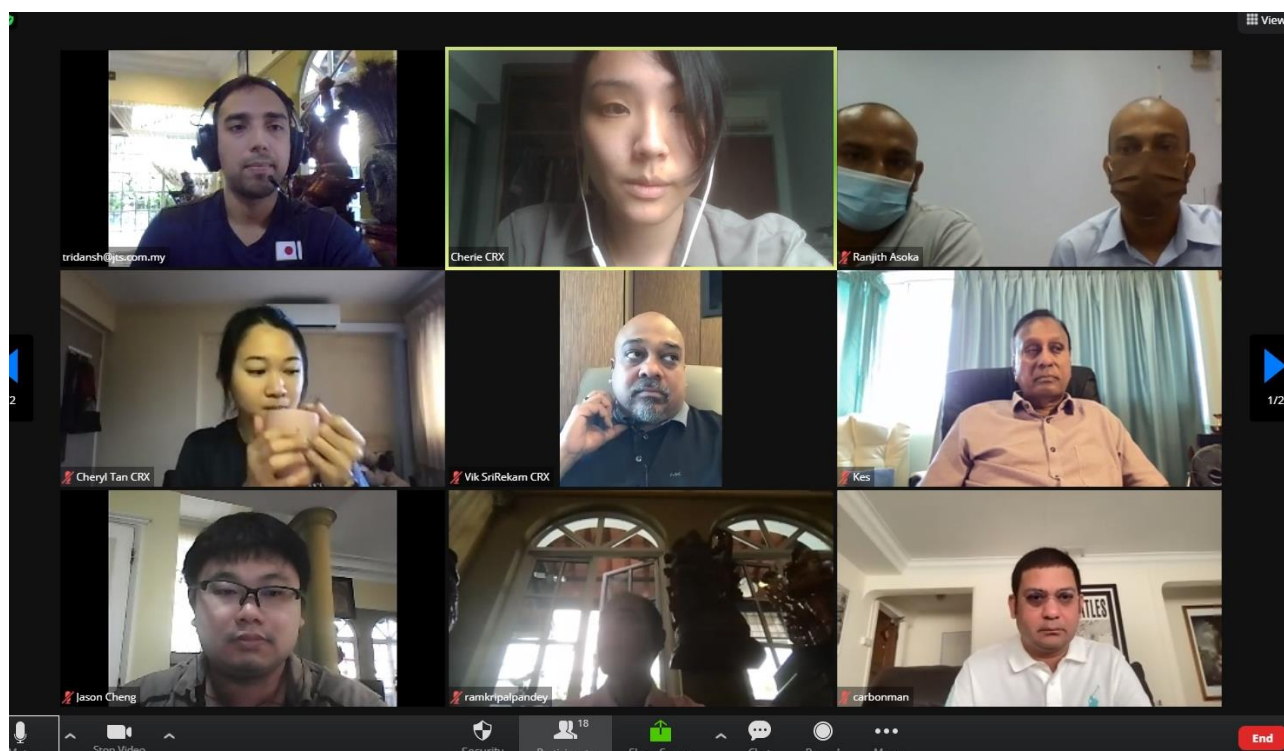 View
tridansh@jts.com.my
Cherie CRX
Ranjith Asoka
2
1/2
Cheryl Tan CRX
Vik SriRekam CRX
Kes
TLES
Jason Cheng
ramkripalpandey
carbonman
18
End
Stop Video